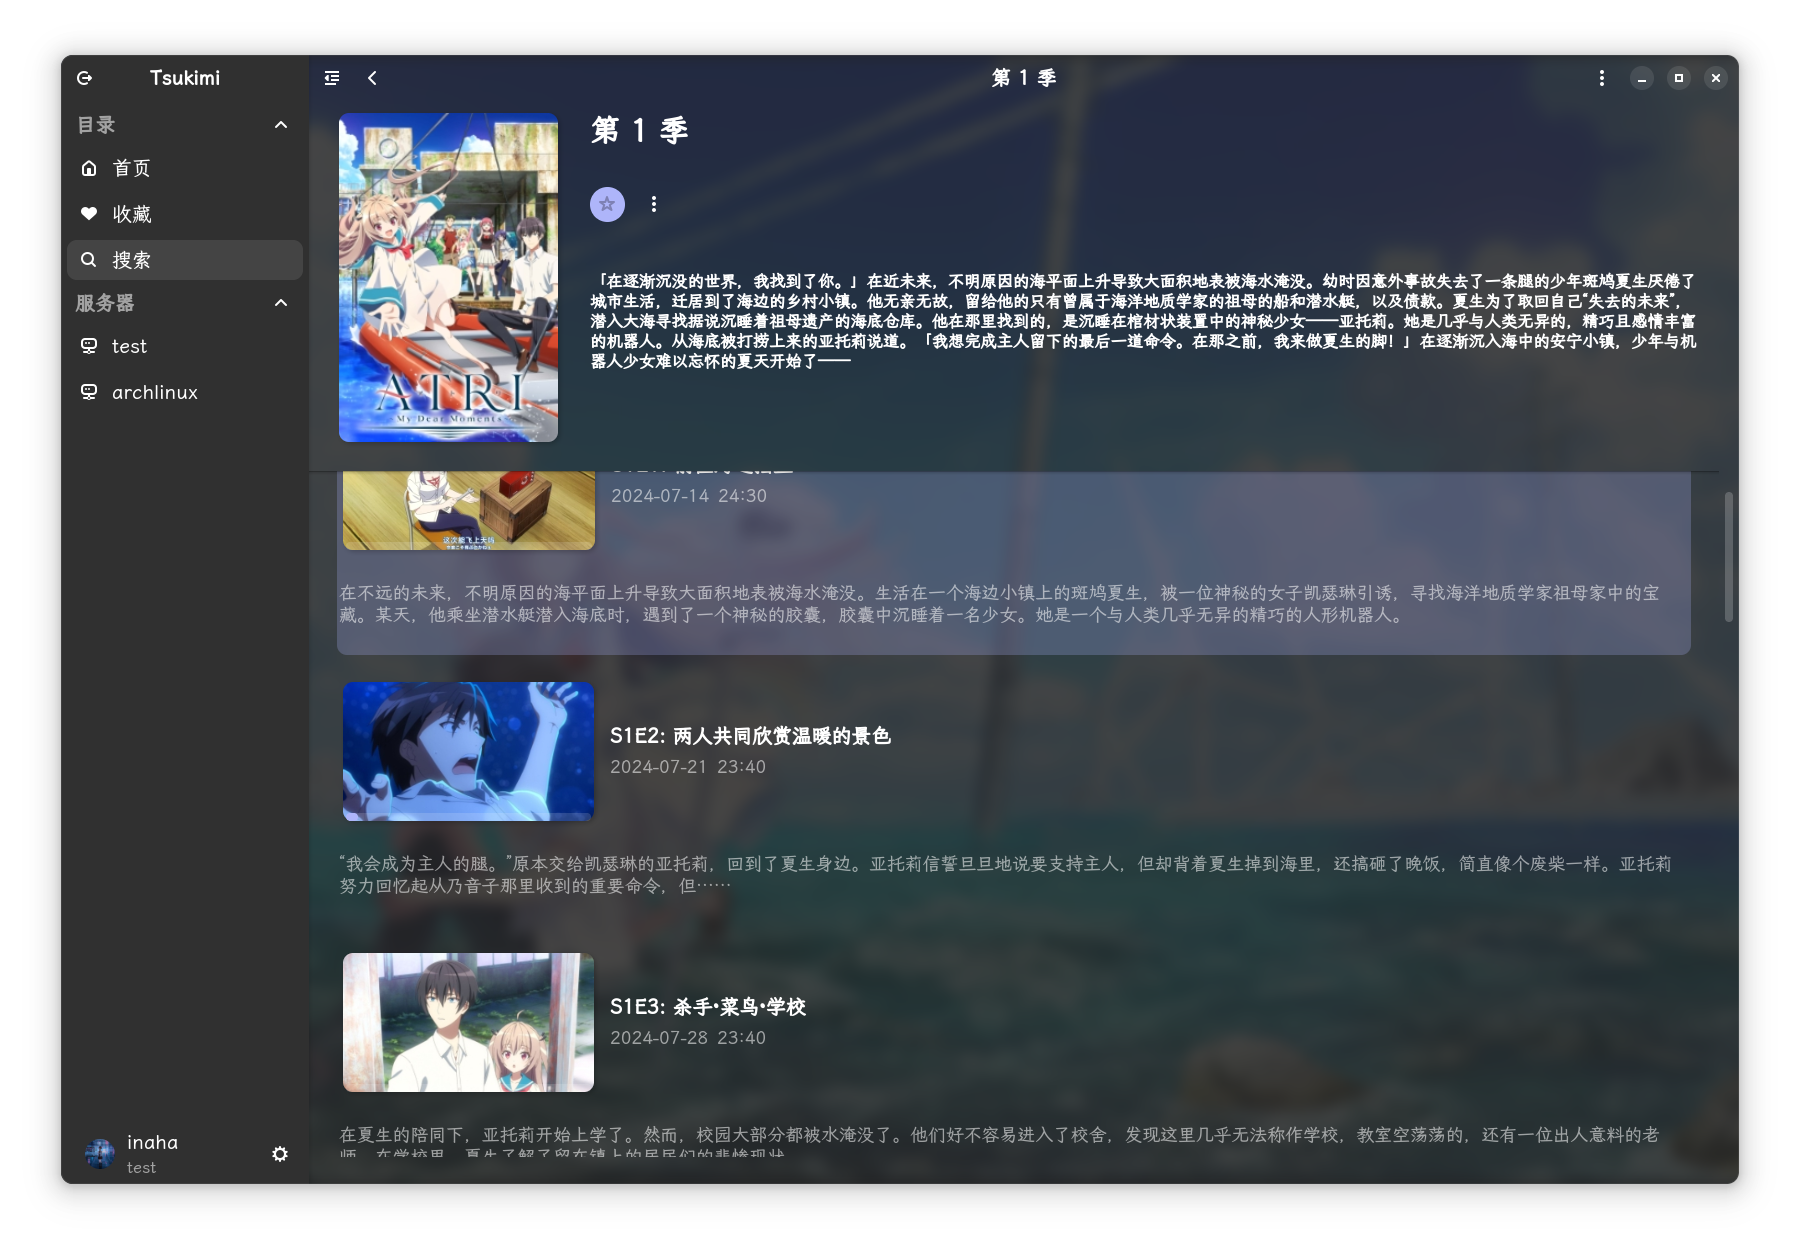 Tsukimi
目录
首页
收藏
搜索
服务器
test
archlinux
inaha
test
第 1 季
第 1 季
「在逐渐沉没的世界，我找到了你。」在近未来，不明原因的海平面上升导致大面积地表被海水淹没。幼时因意外事故失去了一条腿的少年斑鸠夏生厌倦了
城市生活，迁居到了海边的乡村小镇。他无亲无故，留给他的只有曾属于海洋地质学家的祖母的船和潜水艇，以及债款。夏生为了取回自己“失去的未来”，
潜入大海寻找据说沉睡着祖母遗产的海底仓库。他在那里找到的，是沉睡在棺材状装置中的神秘少女——亚托莉。她是几乎与人类无异的，精巧且感情丰富
的机器人。从海底被打捞上来的亚托莉说道。「我想完成主人留下的最后一道命令。在那之前，我来做夏生的脚！」在逐渐沉入海中的安宁小镇，少年与机
器人少女难以忘怀的夏天开始了——
ATRI
My Dear Moments
2024-07-14 24:30
这次能飞上天吗
在不远的未来，不明原因的海平面上升导致大面积地表被海水淹没。生活在一个海边小镇上的斑鸠夏生，被一位神秘的女子凯瑟琳引诱，寻找海洋地质学家祖母家中的宝
藏。某天，他乘坐潜水艇潜入海底时，遇到了一个神秘的胶囊，胶囊中沉睡着一名少女。她是一个与人类几乎无异的精巧的人形机器人。
S1E2: 两人共同欣赏温暖的景色
2024-07-21 23:40
“我会成为主人的腿。”原本交给凯瑟琳的亚托莉，回到了夏生身边。亚托莉信誓旦旦地说要支持主人，但却背着夏生掉到海里，还搞砸了晚饭，简直像个废柴一样。亚托莉
努力回忆起从乃音子那里收到的重要命令，但……
S1E3: 杀手•菜鸟•学校
2024-07-28 23:40
在夏生的陪同下，亚托莉开始上学了。然而，校园大部分都被水淹没了。他们好不容易进入了校舍，发现这里几乎无法称作学校，教室空荡荡的，还有一位出人意料的老
师。在学校里，夏生了解了留在镇上的居民们的悲惨现状